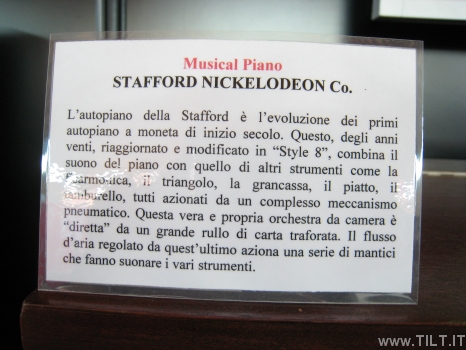 Musical Piano
STAFFORD NICKELODEON Co.
L'autopiano della Stafford è l'evoluzione dei primi
autopiano a moneta di inizio secolo. Questo, degli anni
venti, riaggiornato e modificato in "Style 8", combina il
suono del piano con quello di altri strumenti come la
fisarmonica, il triangolo, la grancassa, il piatto, il
tamburello, tutti azionati da un complesso meccanismo
pneumatico. Questa vera e propria orchestra da camera è
"diretta" da un grande rullo di carta traforata. Il flusso
d'aria regolato da quest'ultimo aziona una serie di mantici
che fanno suonare i vari strumenti.
WWW.TILT.IT